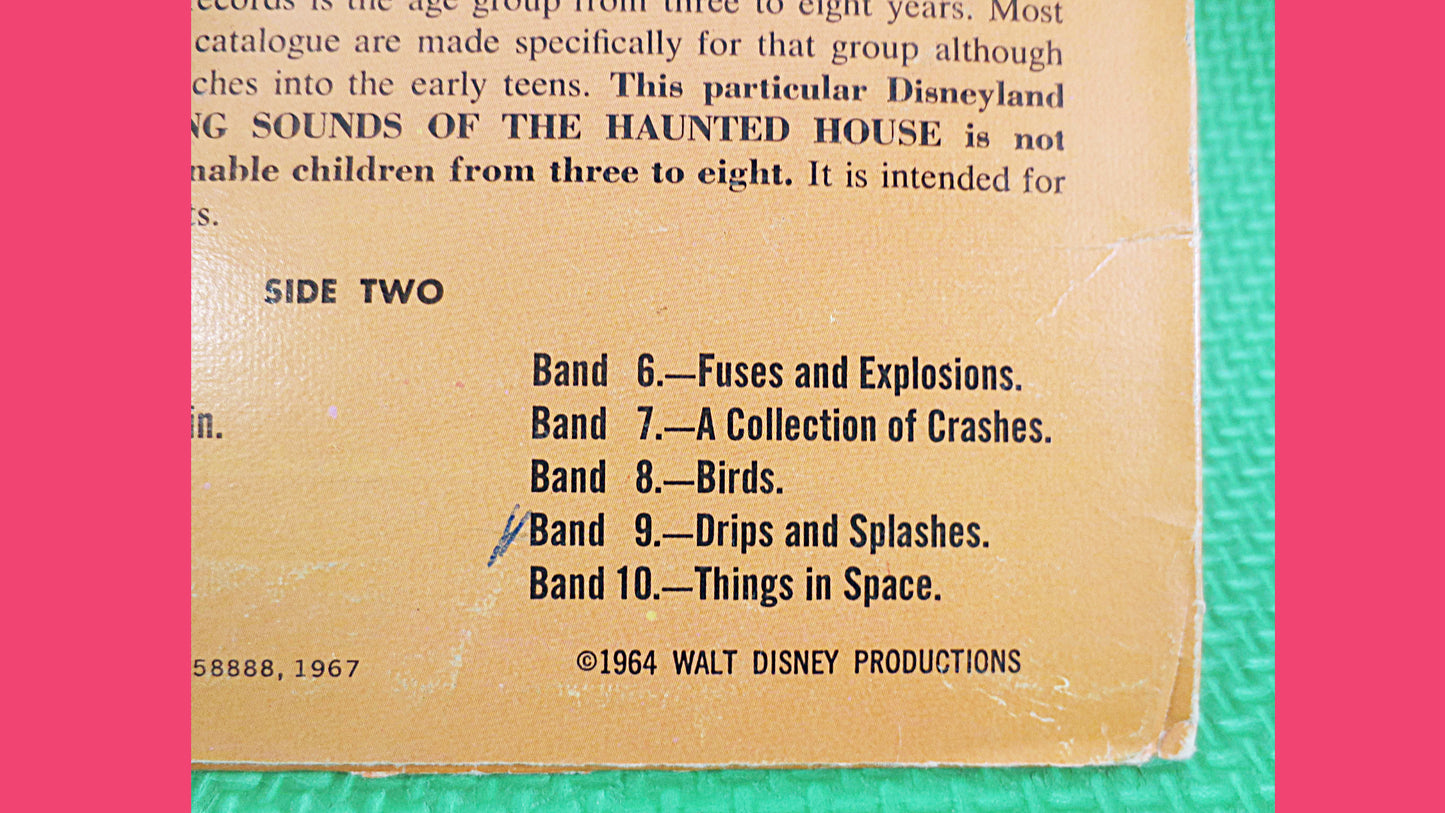 ecords is the age group from three to eight years. Most
catalogue are made specifically for that group although
ches into the early teens. This particular Disneyland
NG SOUNDS OF THE HAUNTED HOUSE is not
nable children from three to eight. It is intended for
ts.
SIDE TWO
Band 6.—Fuses and Explosions.
in.
Band 7.—A Collection of Crashes.
Band 8.—Birds.
Band 9.—Drips and Splashes.
Band 10.—Things in Space.
58888, 1967
©1964 WALT DISNEY PRODUCTIONS